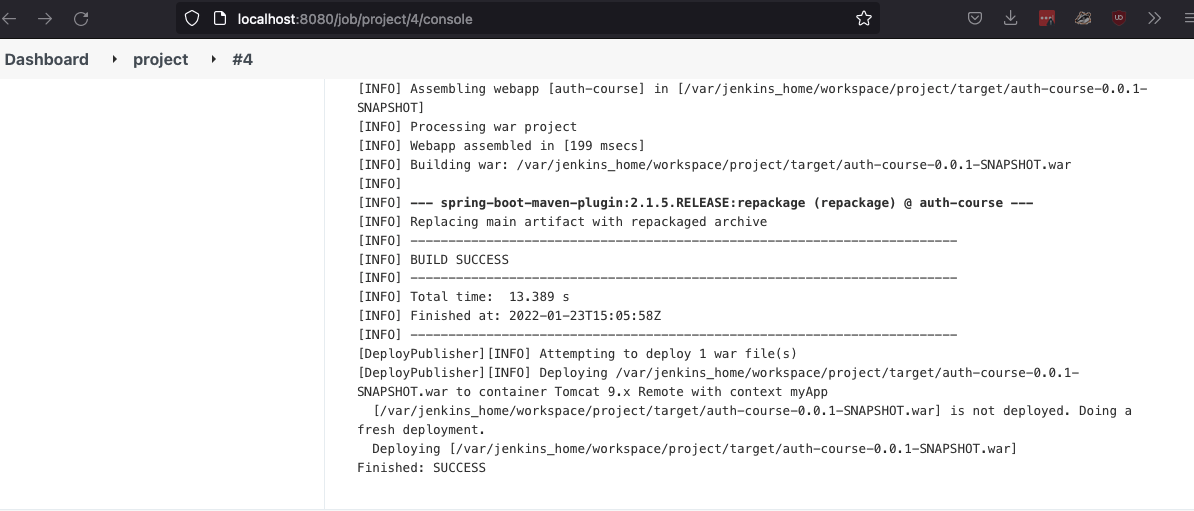 localhost:8080/job/project/4/console
Dashboard ‣ project ‣ #4
[INFO] Assembling webapp [auth-course] in [/var/jenkins_home/workspace/project/target/auth-course-0.0.1-
SNAPSHOT]
[INFO] Processing war project
[INFO] Webapp assembled in [199 msecs]
[INFO] Building war: /var/jenkins_home/workspace/project/target/auth-course-0.0.1-SNAPSHOT.war
[INFO]
[INFO] --- spring-boot-maven-plugin:2.1.5.RELEASE:repackage (repackage) @ auth-course ---
[INFO] Replacing main artifact with repackaged archive
[INFO] ------------------------------------------------------------------------
[INFO] BUILD SUCCESS
[INFO] ------------------------------------------------------------------------
[INFO] Total time:  13.389 s
[INFO] Finished at: 2022-01-23T15:05:58Z
[INFO] ------------------------------------------------------------------------
[DeployPublisher][INFO] Attempting to deploy 1 war file(s)
[DeployPublisher][INFO] Deploying /var/jenkins_home/workspace/project/target/auth-course-0.0.1-
SNAPSHOT.war to container Tomcat 9.x Remote with context myApp
  [/var/jenkins_home/workspace/project/target/auth-course-0.0.1-SNAPSHOT.war] is not deployed. Doing a
fresh deployment.
  Deploying [/var/jenkins_home/workspace/project/target/auth-course-0.0.1-SNAPSHOT.war]
Finished: SUCCESS